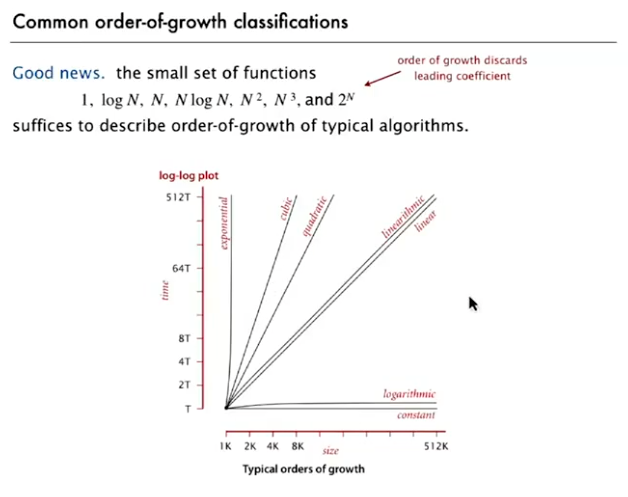 Common order-of-growth classifications
order of growth discards
leading coefficient
Good news. the small set of functions
1, log N, N, N log N, N², N³, and 2ᴺ
suffices to describe order-of-growth of typical algorithms.
log-log plot
512T
64T
8T
4T
2T
T
time
exponential
cubic
quadratic
linearithmic
linear
logarithmic
constant
1K 2K 4K 8K 512K
size
Typical orders of growth